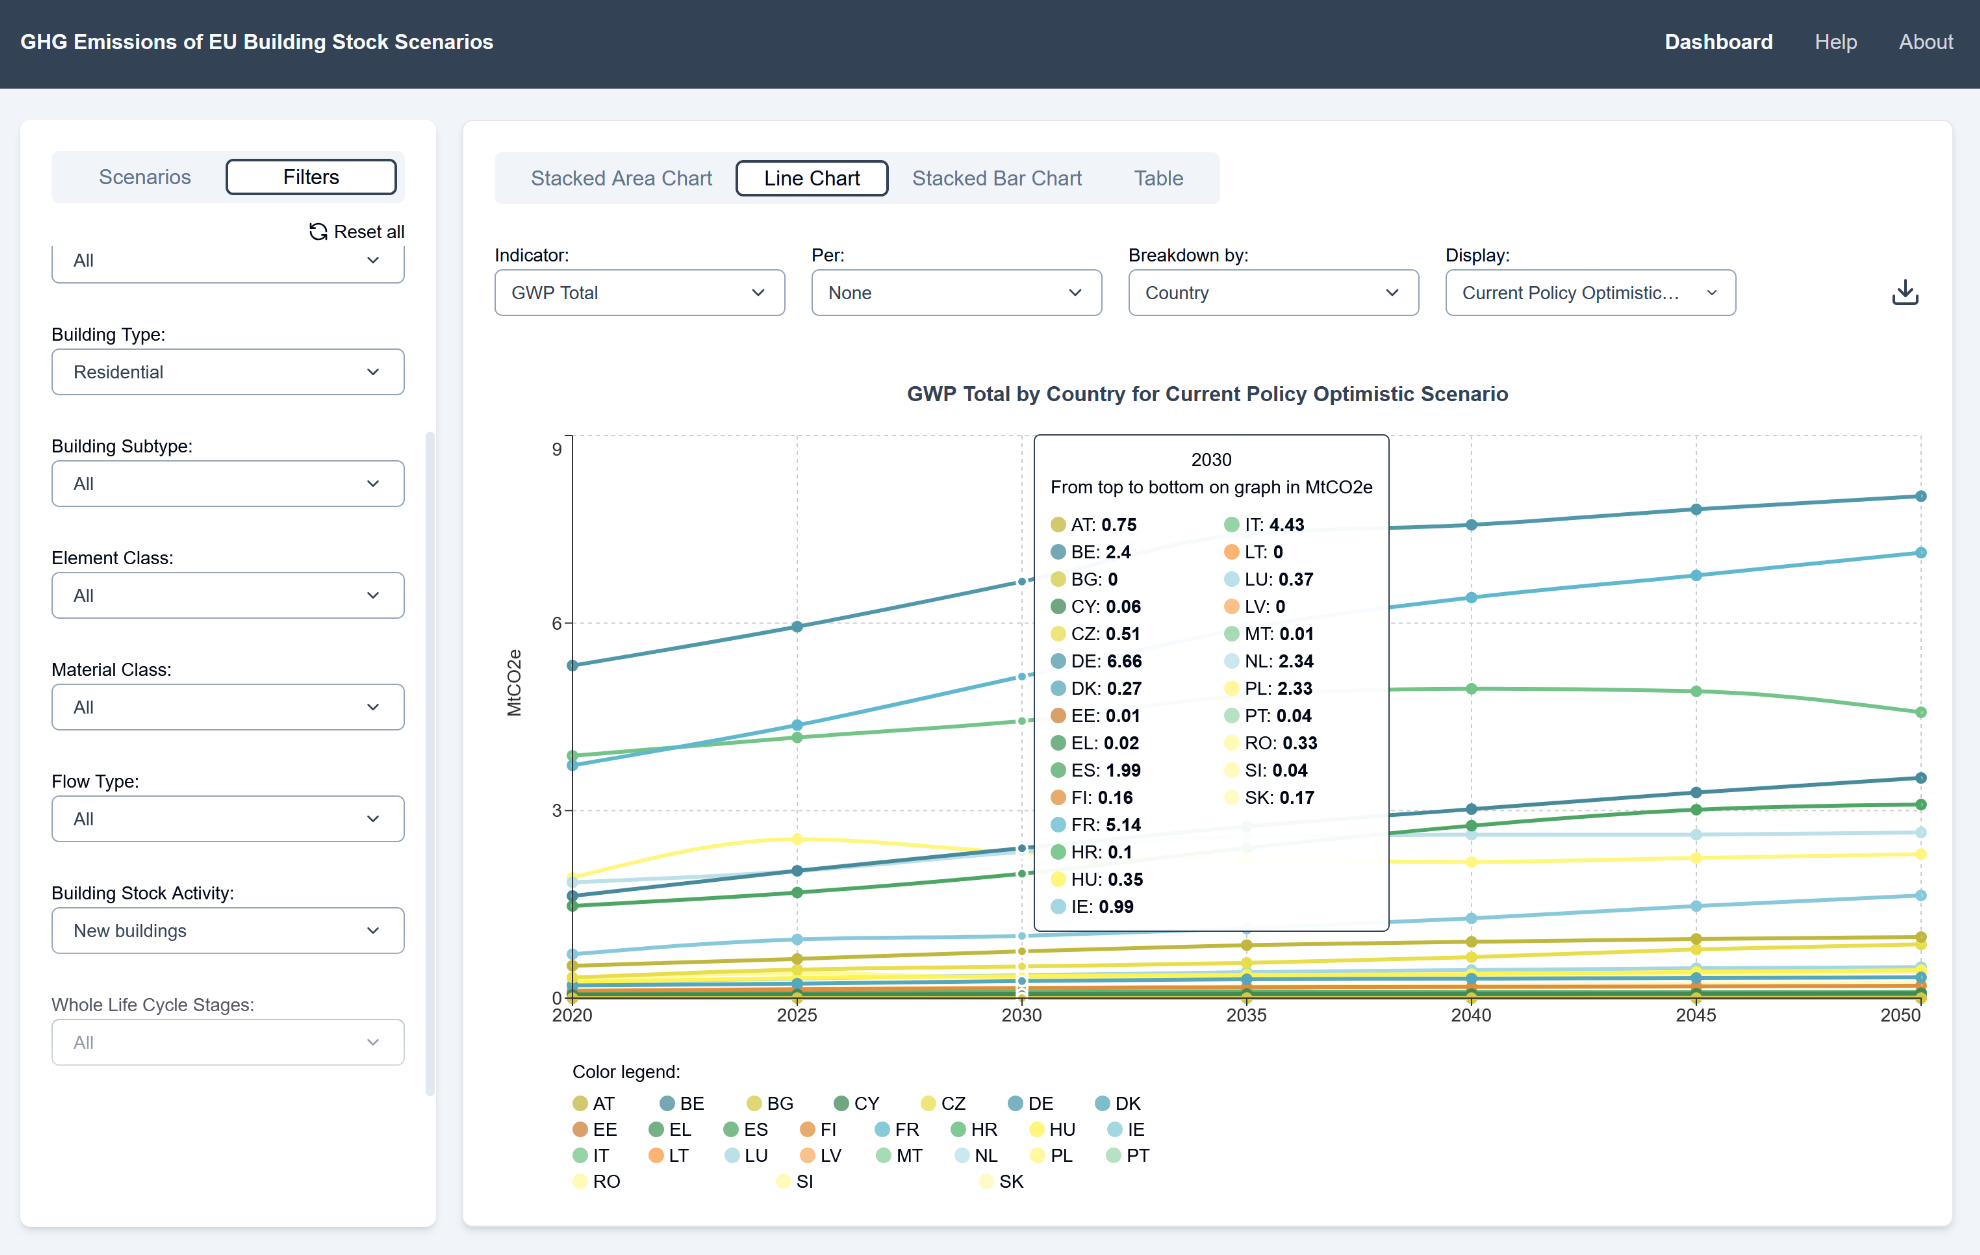 GHG Emissions of EU Building Stock Scenarios
Dashboard Help About
Scenarios Filters
Reset all
All
Building Type:
Residential
Building Subtype:
All
Element Class:
All
Material Class:
All
Flow Type:
All
Building Stock Activity:
New buildings
Whole Life Cycle Stages:
All
Stacked Area Chart Line Chart Stacked Bar Chart Table
Indicator: Per: Breakdown by: Display:
GWP Total None Country Current Policy Optimistic...
GWP Total by Country for Current Policy Optimistic Scenario
9
6
3
0
MtCO2e
2030
From top to bottom on graph in MtCO2e
AT: 0.75
BE: 2.4
BG: 0
CY: 0.06
CZ: 0.51
DE: 6.66
DK: 0.27
EE: 0.01
EL: 0.02
ES: 1.99
FI: 0.16
FR: 5.14
HR: 0.1
HU: 0.35
IE: 0.99
IT: 4.43
LT: 0
LU: 0.37
LV: 0
MT: 0.01
NL: 2.34
PL: 2.33
PT: 0.04
RO: 0.33
SI: 0.04
SK: 0.17
2020 2025 2030 2035 2040 2045 2050
Color legend:
AT BE BG CY CZ DE DK
EE EL ES FI FR HR HU IE
IT LT LU LV MT NL PL PT
RO SI SK